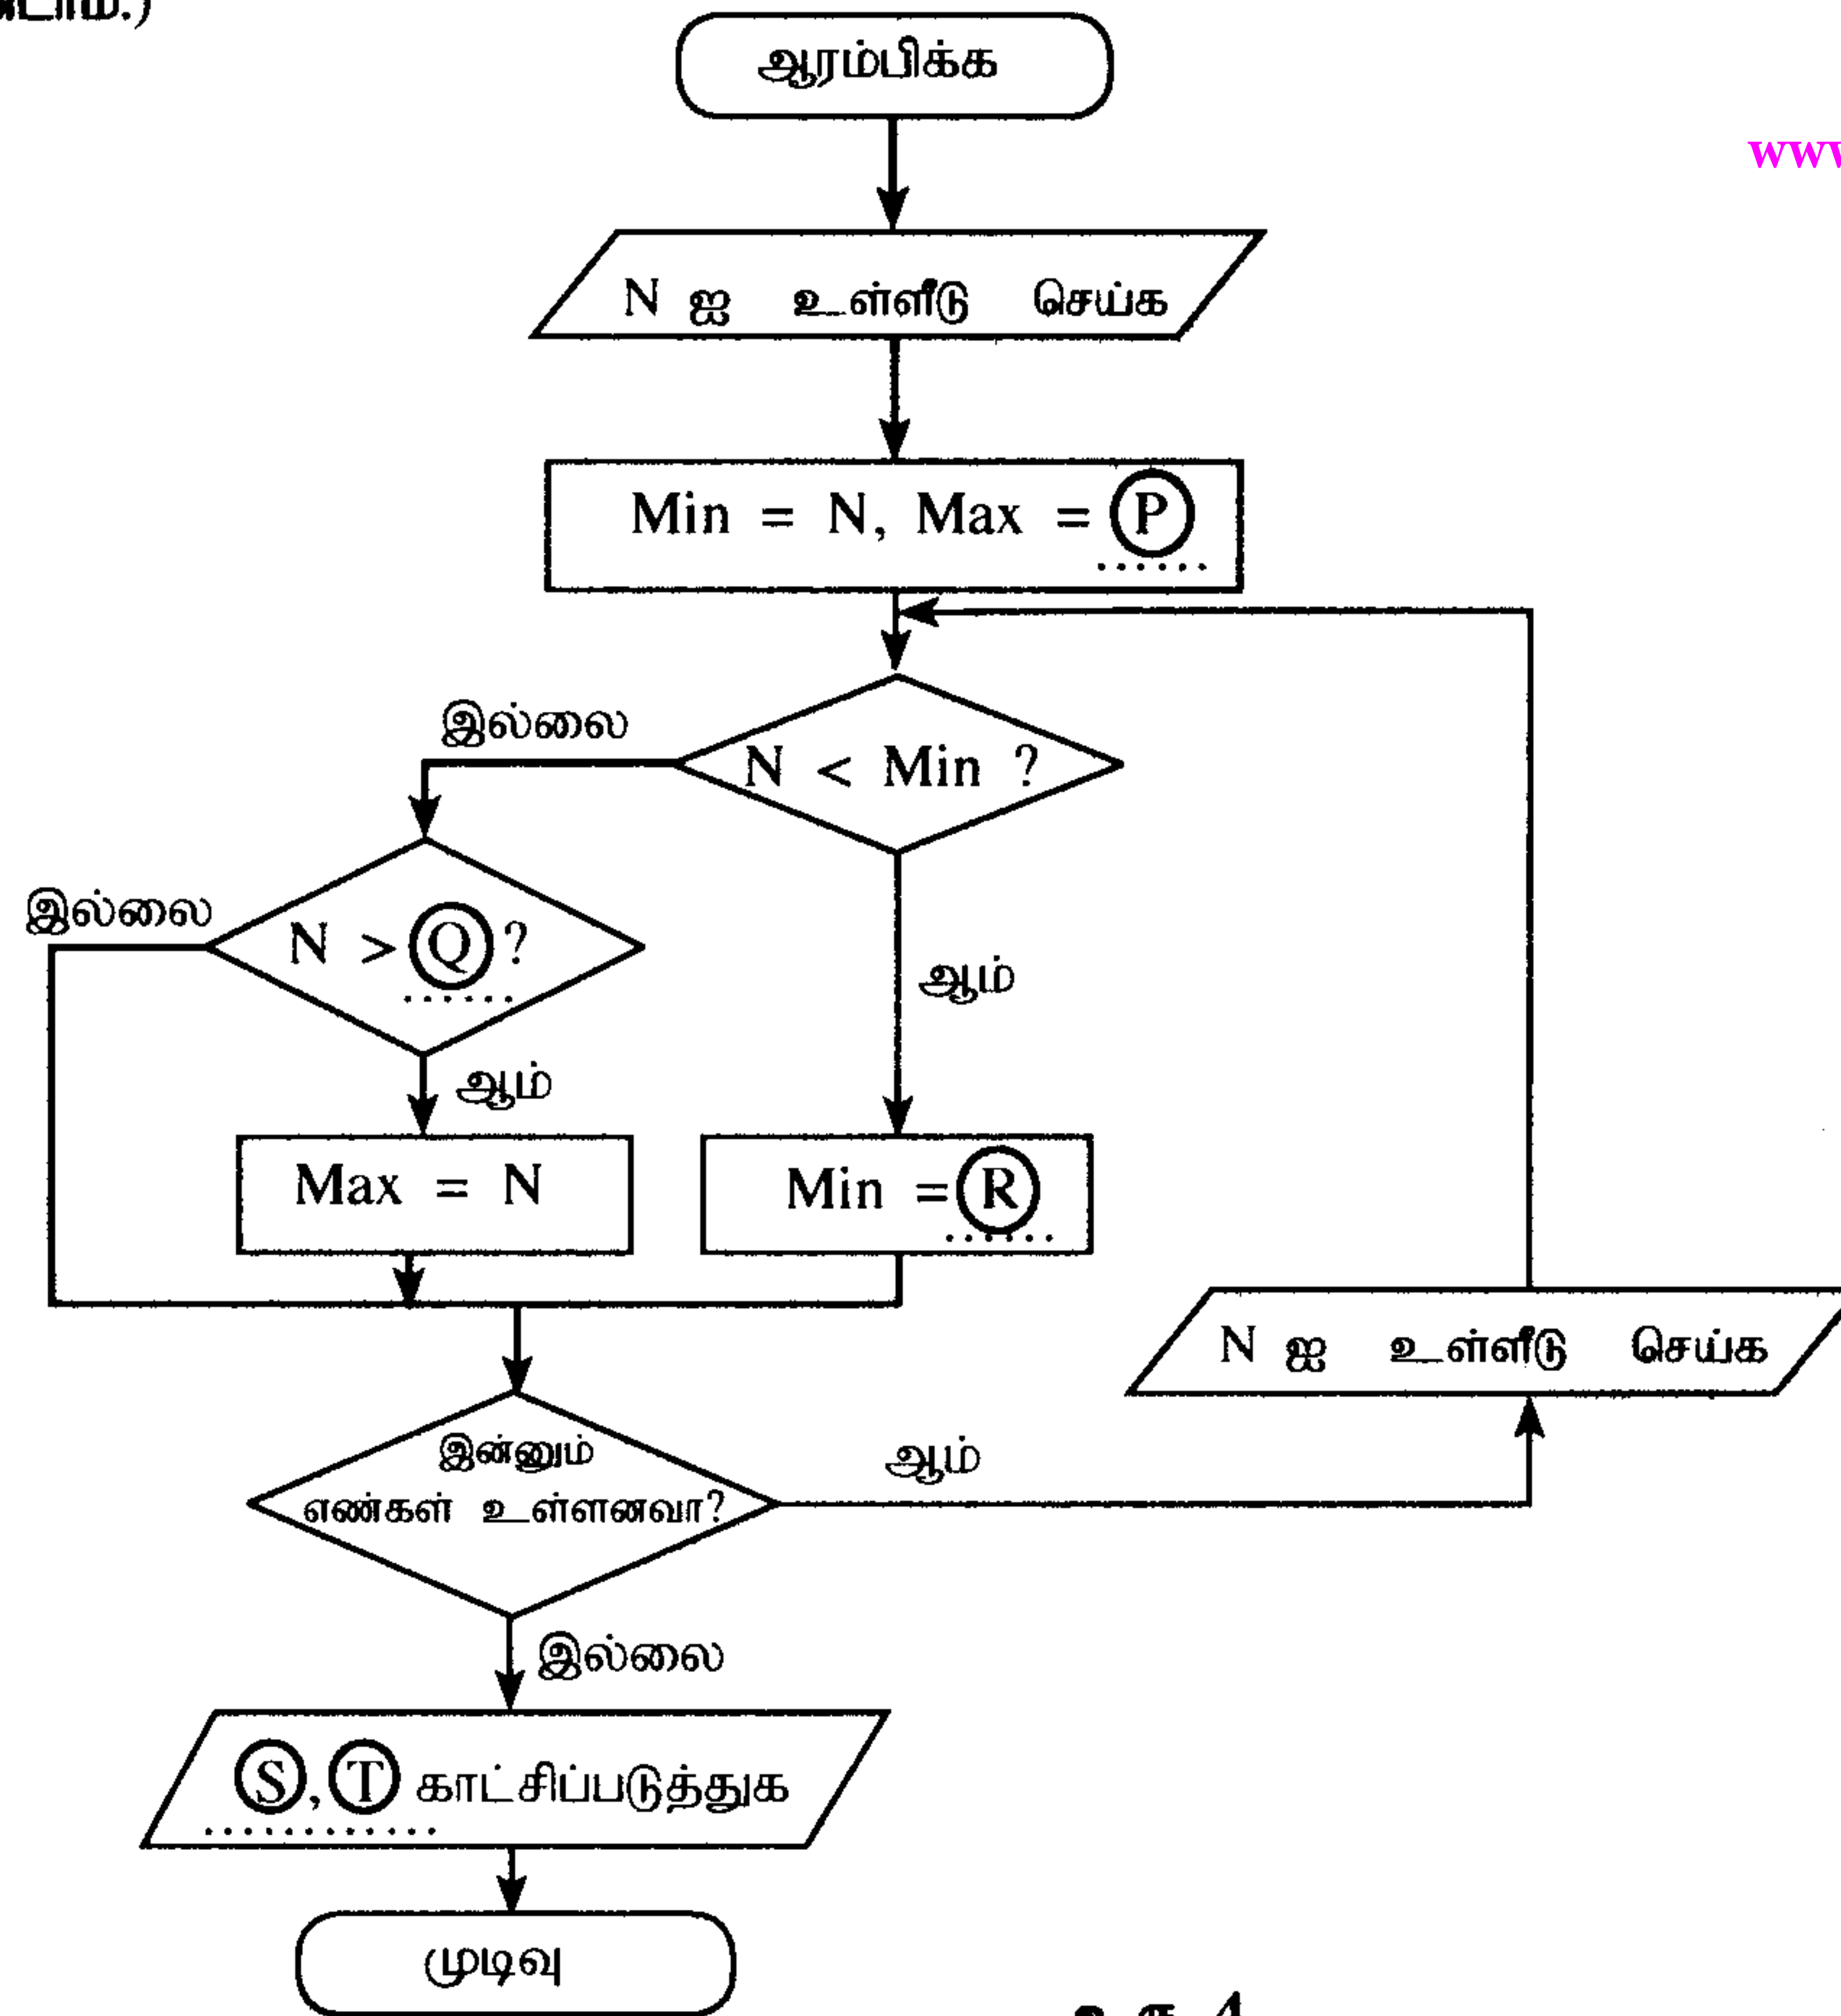 ஆரம்பிக்க
www
N ஐ உள்ளீடு செய்க
Min = N, Max = P
......
இல்லை
N < Min ?
இல்லை
N > Q ?
......
ஆம்
ஆம்
Max = N
Min = R
......
N ஐ உள்ளீடு செய்க
இன்னும்
எண்கள் உள்ளனவா?
ஆம்
இல்லை
S, T காட்சிப்படுத்துக
............
முடிவு